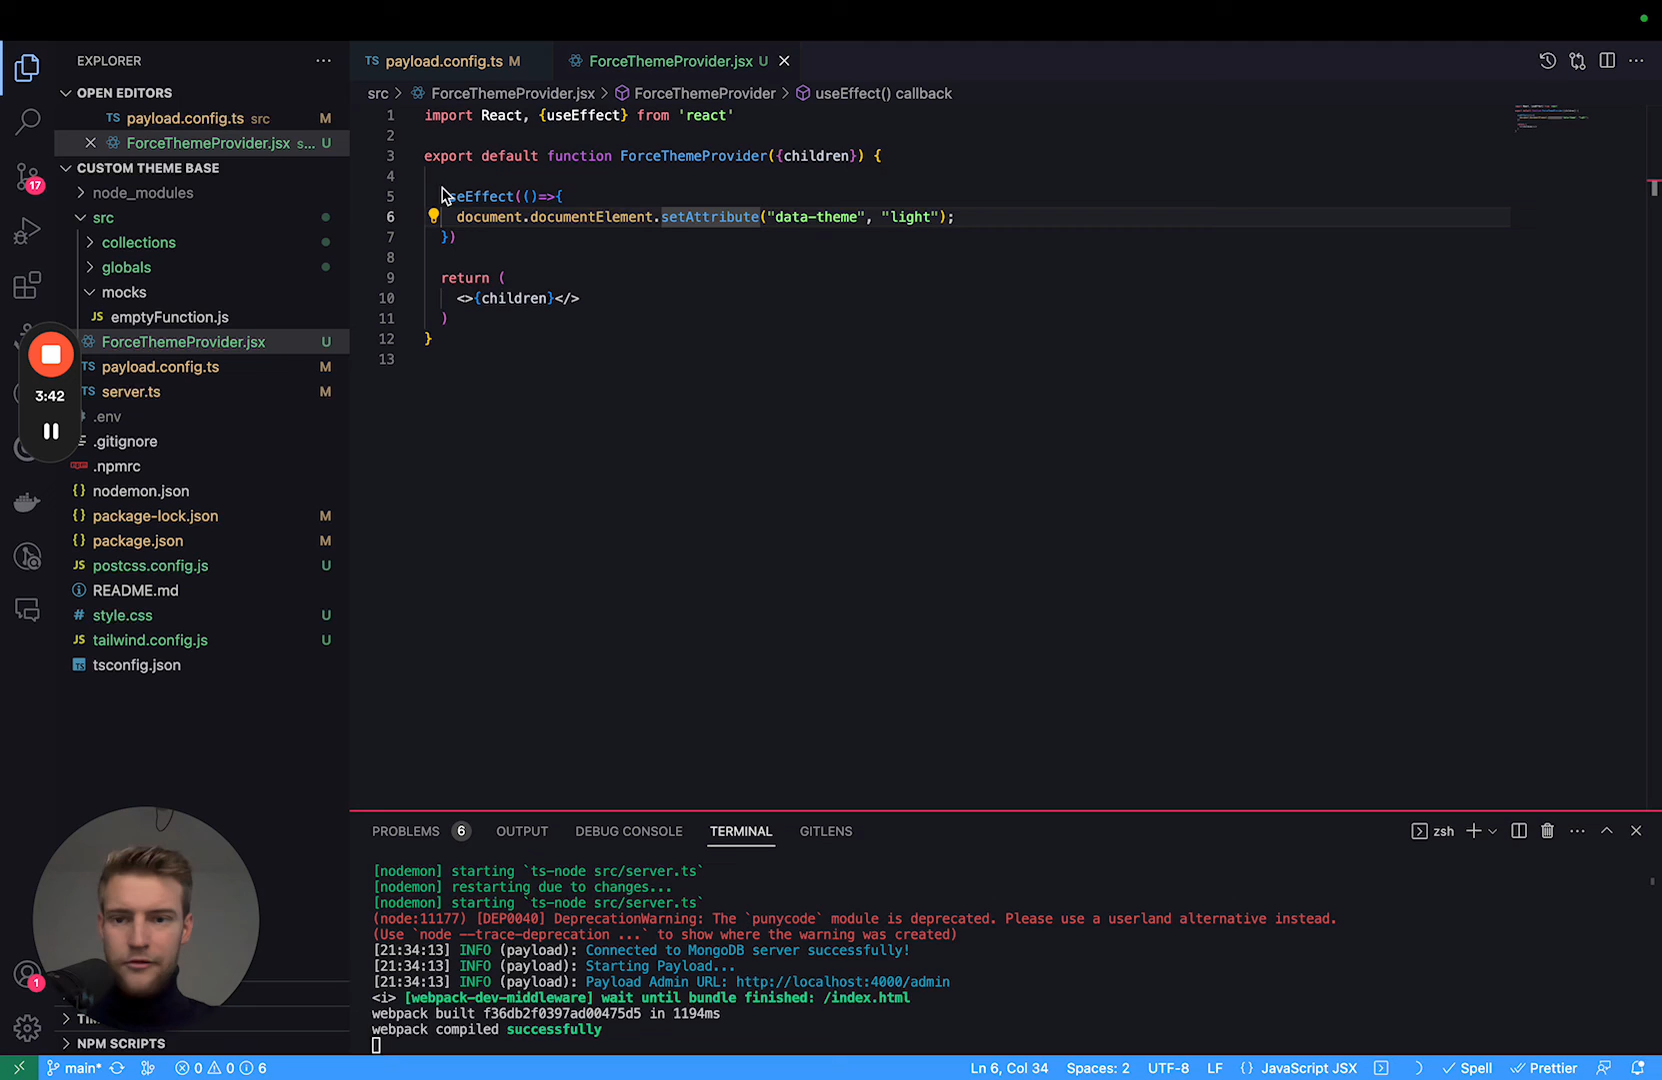 EXPLORER
OPEN EDITORS
payload.config.ts src M
ForceThemeProvider.jsx s... U
CUSTOM THEME BASE
node_modules
src
collections
globals
mocks
JS emptyFunction.js
ForceThemeProvider.jsx U
TS payload.config.ts M
TS server.ts M
.env
.gitignore
.npmrc
nodemon.json
package-lock.json M
package.json M
JS postcss.config.js U
README.md
# style.css U
JS tailwind.config.js U
tsconfig.json
NPM SCRIPTS
17
3:42
1
TS payload.config.ts M
ForceThemeProvider.jsx U
src > ForceThemeProvider.jsx > ForceThemeProvider > useEffect() callback
1 import React, {useEffect} from 'react'
2
3 export default function ForceThemeProvider({children}) {
4
5 seEffect(()=>{
6 document.documentElement.setAttribute("data-theme", "light");
7 })
8
9 return (
10 <>{children}</>
11 )
12 }
13
PROBLEMS 6 OUTPUT DEBUG CONSOLE TERMINAL GITLENS
zsh
[nodemon] starting `ts-node src/server.ts`
[nodemon] restarting due to changes...
[nodemon] starting `ts-node src/server.ts`
(node:11177) [DEP0040] DeprecationWarning: The `punycode` module is deprecated. Please use a userland alternative instead.
(Use `node --trace-deprecation ...` to show where the warning was created)
[21:34:13] INFO (payload): Connected to MongoDB server successfully!
[21:34:13] INFO (payload): Starting Payload...
[21:34:13] INFO (payload): Payload Admin URL: http://localhost:4000/admin
<i> [webpack-dev-middleware] wait until bundle finished: /index.html
webpack built f36db2f0397ad00475d5 in 1194ms
webpack compiled successfully
main* 0 0 6
Ln 6, Col 34 Spaces: 2 UTF-8 LF {} JavaScript JSX Spell Prettier